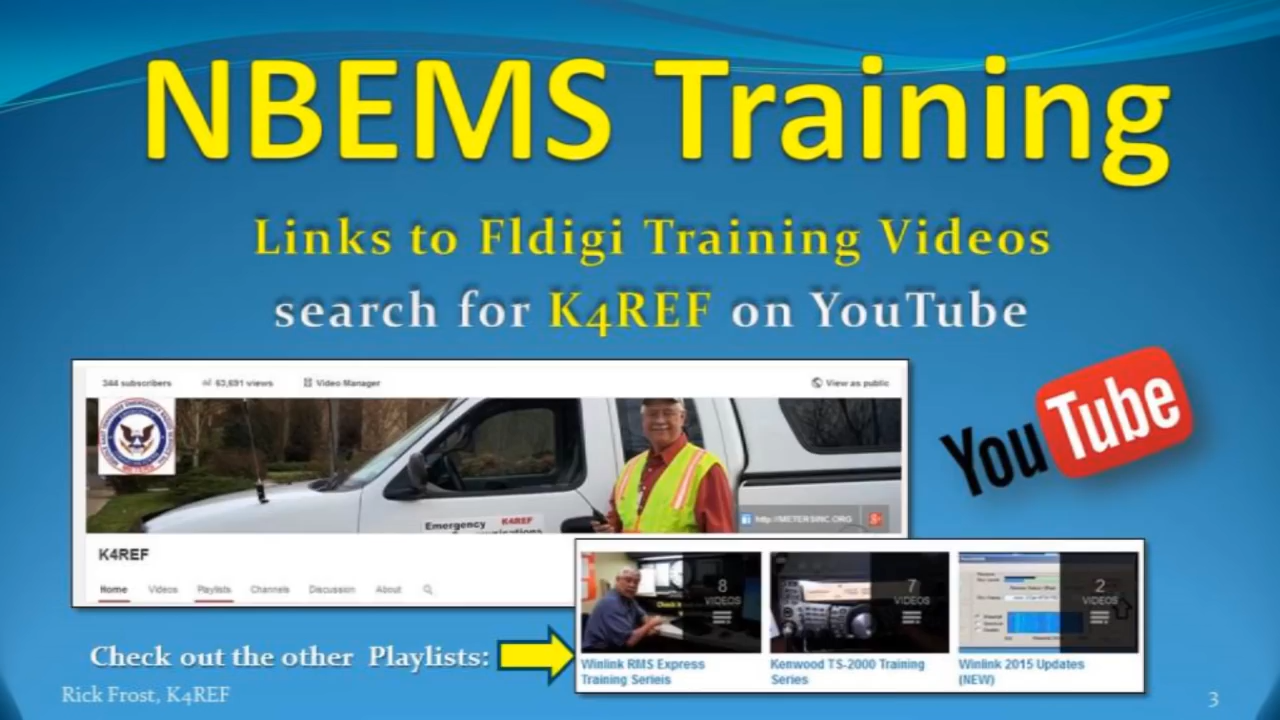 NBEMS Training
Links to Fldigi Training Videos
search for K4REF on YouTube
344 subscribers 63,691 views Video Manager View as public
Emergency K4REF
http://METERSINC.ORG
K4REF
Home Videos Playlists Channels Discussion About
You Tube
8 VIDEOS
7 VIDEOS
2 VIDEOS
Winlink RMS Express
Training Serieis
Kenwood TS-2000 Training
Series
Winlink 2015 Updates
(NEW)
Check out the other Playlists:
Rick Frost, K4REF
3